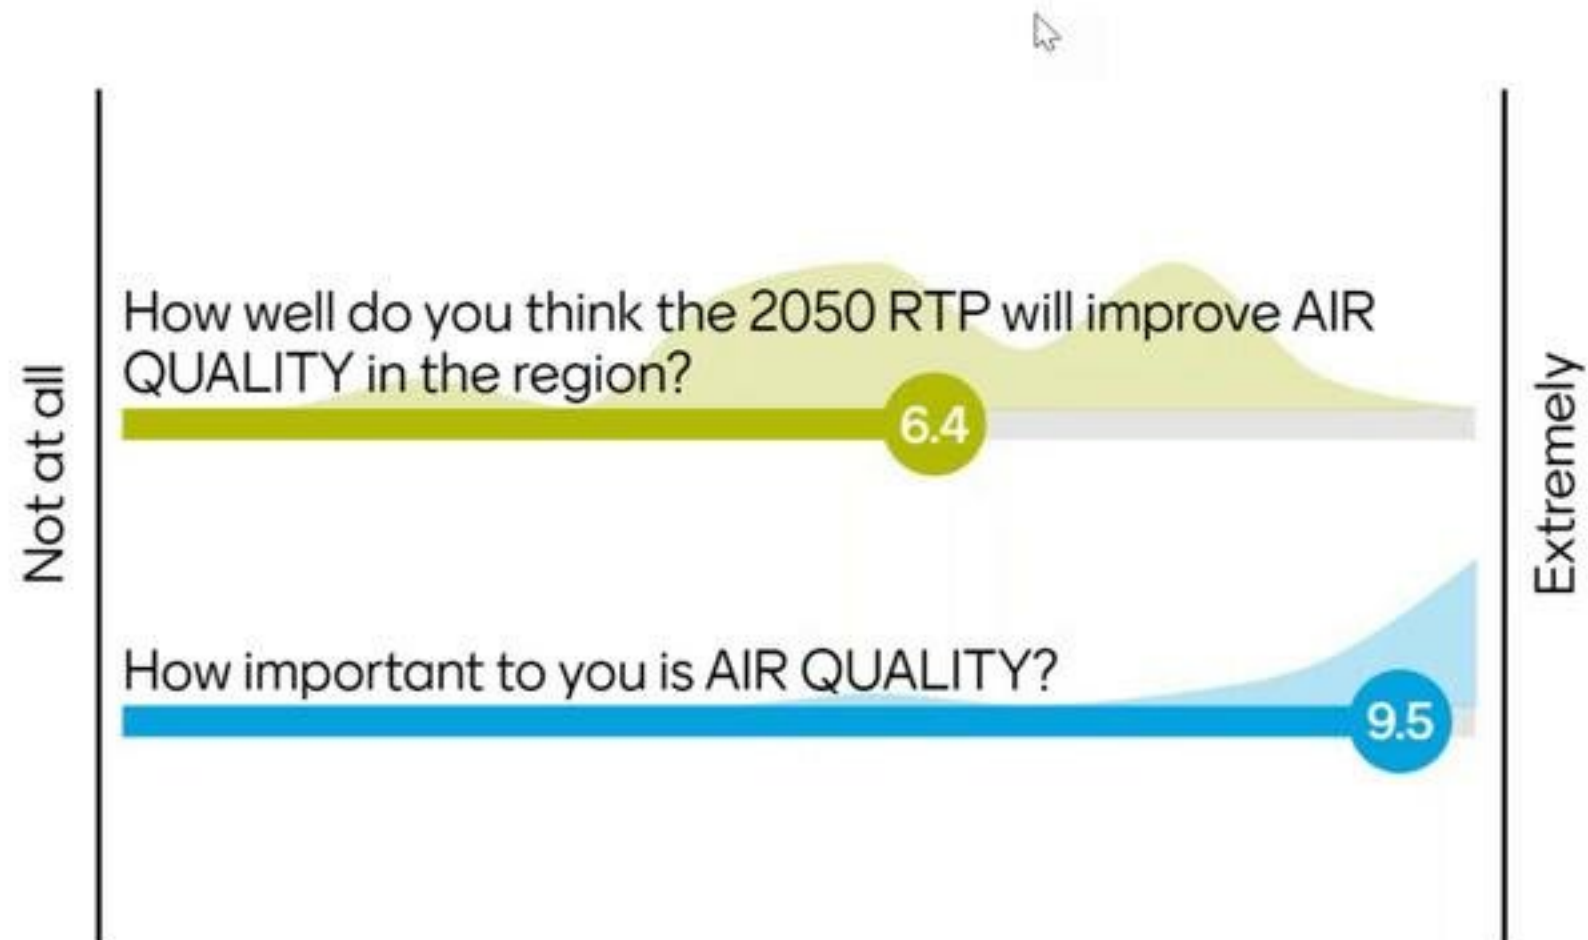 How well do you think the 2050 RTP will improve AIR
QUALITY in the region?
6.4
How important to you is AIR QUALITY?
9.5
Not at all
Extremely